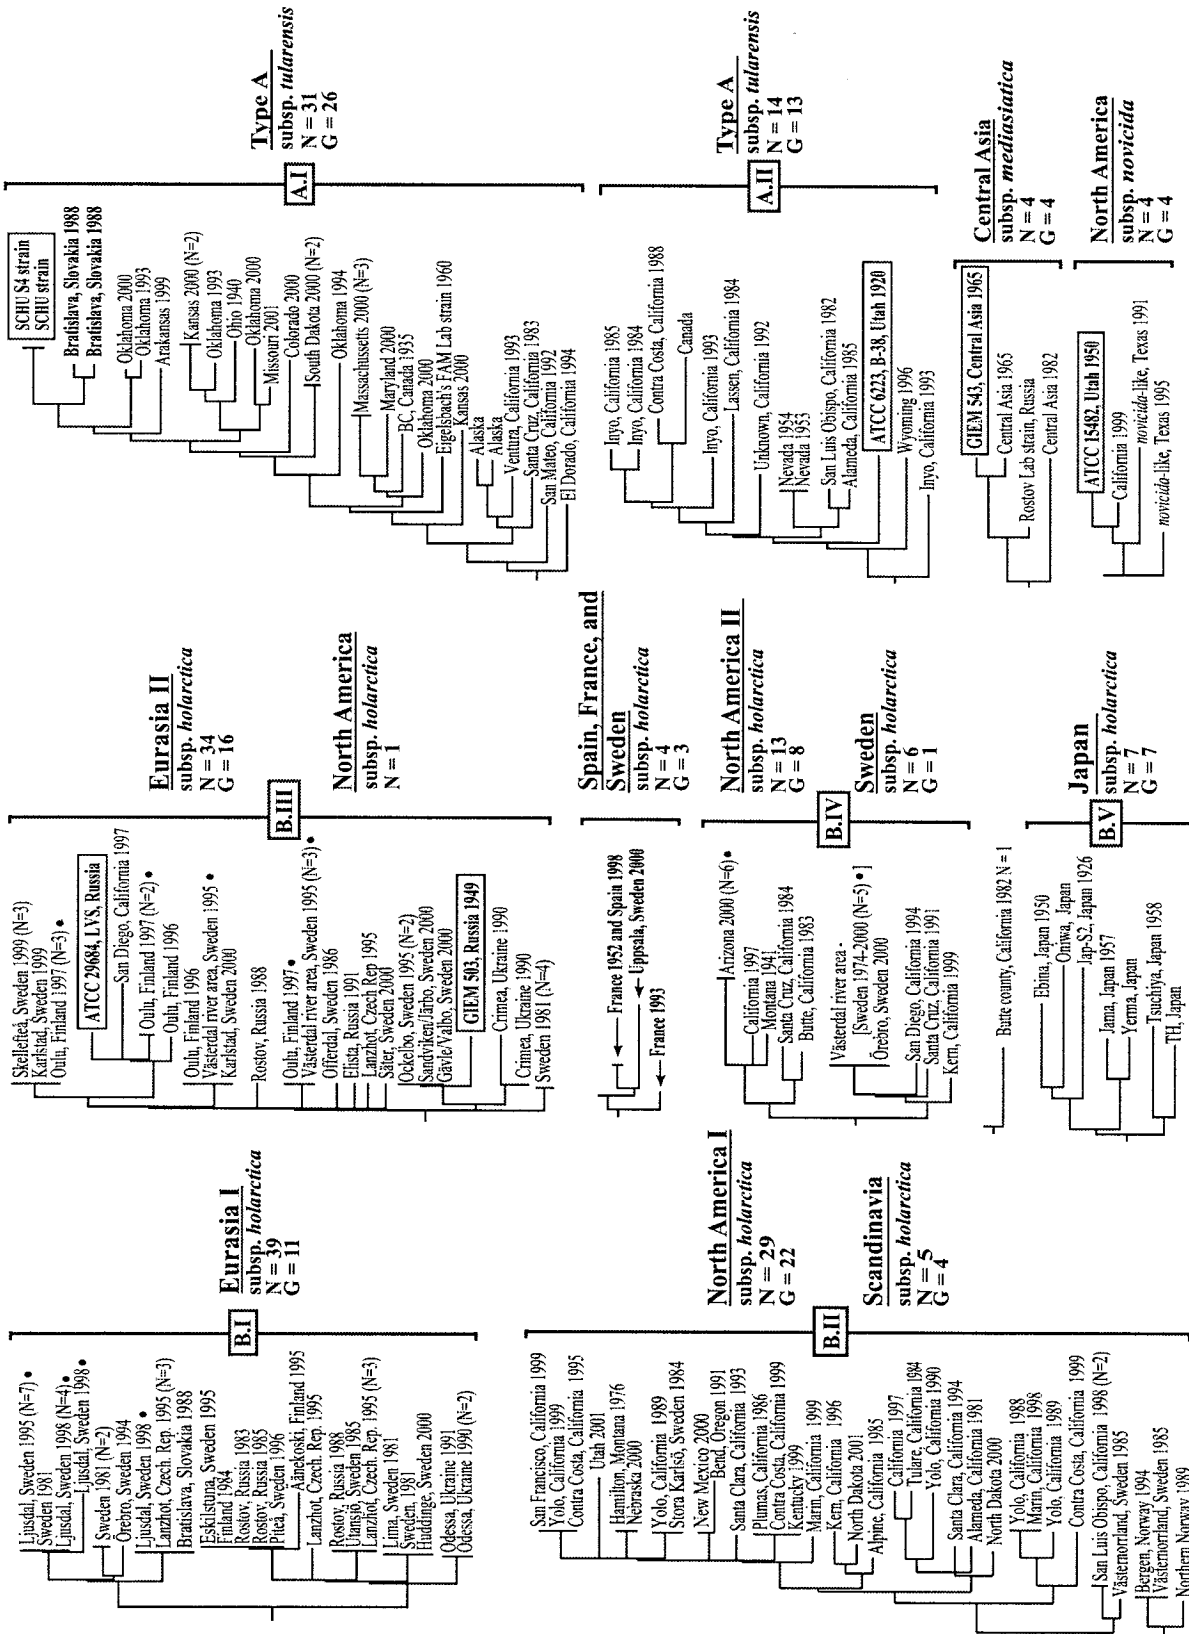 Ljusdal, Sweden 1995 (N=7) •
Sweden 1981
Ljusdal, Sweden 1998 (N=4) •
Ljusdal, Sweden 1998 •
Sweden 1981 (N=2)
Örebro, Sweden 1994
Ljusdal, Sweden 1998 •
Lanzhot, Czech. Rep. 1995 (N=3)
Bratislava, Slovakia 1988
Eskilstuna, Sweden 1995
Finland 1984
Rostov, Russia 1983
Rostov, Russia 1985
Piteå, Sweden 1996
Äänekoski, Finland 1995
Lanzhot, Czech. Rep. 1995
Rostov, Russia 1988
Utansjö, Sweden 1985
Lanzhot, Czech. Rep. 1995 (N=3)
Lima, Sweden 1981
Sweden, 1981
Huddinge, Sweden 2000
Odessa, Ukraine 1991
Odessa, Ukraine 1990 (N=2)
B.I
Eurasia I
subsp. holarctica
N = 39
G = 11
San Francisco, California 1999
Yolo, California 1999
Contra Costa, California 1995
Utah 2001
Hamilton, Montana 1976
Nebraska 2000
Yolo, California 1989
Stora Karlsö, Sweden 1984
New Mexico 2000
Bend, Oregon 1991
Santa Clara, California 1993
Plumas, California 1986
Contra Costa, California 1999
Kentucky 1999
Marin, California 1999
Kern, California 1996
North Dakota 2001
Alpine, California 1985
California 1997
Tulare, California 1984
Yolo, California 1990
Santa Clara, California 1994
Alameda, California 1981
North Dakota 2000
Yolo, California 1988
Marin, California 1998
Yolo, California 1989
Contra Costa, California 1999
San Luis Obispo, California 1998 (N=2)
Västernorrland, Sweden 1985
Bergen, Norway 1994
Västernorrland, Sweden 1985
Northern Norway 1989
B.II
North America I
subsp. holarctica
N = 29
G = 22
Scandinavia
subsp. holarctica
N = 5
G = 4
Skellefteå, Sweden 1999 (N=3)
Karlstad, Sweden 1999
Oulu, Finland 1997 (N=3) •
ATCC 29684, LVS, Russia
San Diego, California 1997
Oulu, Finland 1997 (N=2) •
Oulu, Finland 1996
Oulu, Finland 1996
Västerdal river area, Sweden 1995 •
Karlstad, Sweden 2000
Rostov, Russia 1988
Oulu, Finland 1997 •
Västerdal river area, Sweden 1995 (N=3) •
Offerdal, Sweden 1986
Elista, Russia 1991
Lanzhot, Czech Rep 1995
Säter, Sweden 2000
Ockelbo, Sweden 1995 (N=2)
Sandviken/Järbo, Sweden 2000
Gävle/Valbo, Sweden 2000
GIEM 503, Russia 1949
Crimea, Ukraine 1990
Crimea, Ukraine 1990
Sweden 1981 (N=4)
B.III
Eurasia II
subsp. holarctica
N = 34
G = 16
North America
subsp. holarctica
N = 1
France 1952 and Spain 1998
Uppsala, Sweden 2000
France 1993
Spain, France, and
Sweden
subsp. holarctica
N = 4
G = 3
Arizona 2000 (N=6) •
California 1997
Montana 1941
Santa Cruz, California 1984
Butte, California 1983
Västerdal river area -
[Sweden 1974-2000 (N=5) • ]
Örebro, Sweden 2000
San Diego, California 1994
Santa Cruz, California 1991
Kern, California 1999
B.IV
North America II
subsp. holarctica
N = 13
G = 8
Sweden
subsp. holarctica
N = 6
G = 1
Butte county, California 1982 N = 1
Ebina, Japan 1950
Oniwa, Japan
Jap-S2, Japan 1926
Jama, Japan 1957
Yerma, Japan
Tsuchiya, Japan 1958
TH, Japan
B.V
Japan
subsp. holarctica
N = 7
G = 7
SCHU S4 strain
SCHU strain
Bratislava, Slovakia 1988
Bratislava, Slovakia 1988
Oklahoma 2000
Oklahoma 1993
Arakansas 1999
Kansas 2000 (N=2)
Oklahoma 1993
Ohio 1940
Oklahoma 2000
Missouri 2001
Colorado 2000
South Dakota 2000 (N=2)
Oklahoma 1994
Massachussetts 2000 (N=3)
Maryland 2000
BC, Canada 1935
Oklahoma 2000
Eigelsbach's FAM Lab strain 1960
Kansas 2000
Alaska
Alaska
Ventura, California 1993
Santa Cruz, California 1983
San Mateo, California 1992
El Dorado, California 1994
A.I
Type A
subsp. tularensis
N = 31
G = 26
Inyo, California 1985
Inyo, California 1984
Contra Costa, California 1988
Canada
Inyo, California 1993
Lassen, California 1984
Unknown, California 1992
Nevada 1954
Nevada 1953
San Luis Obispo, California 1982
Alameda, California 1985
ATCC 6223, B-38, Utah 1920
Wyoming 1996
Inyo, California 1993
A.II
Type A
subsp. tularensis
N = 14
G = 13
GIEM 543, Central Asia 1965
Central Asia 1965
Rostov Lab strain, Russia
Central Asia 1982
Central Asia
subsp. mediasiatica
N = 4
G = 4
ATCC 15482, Utah 1950
California 1999
novicida-like, Texas 1991
novicida-like, Texas 1995
North America
subsp. novicida
N = 4
G = 4